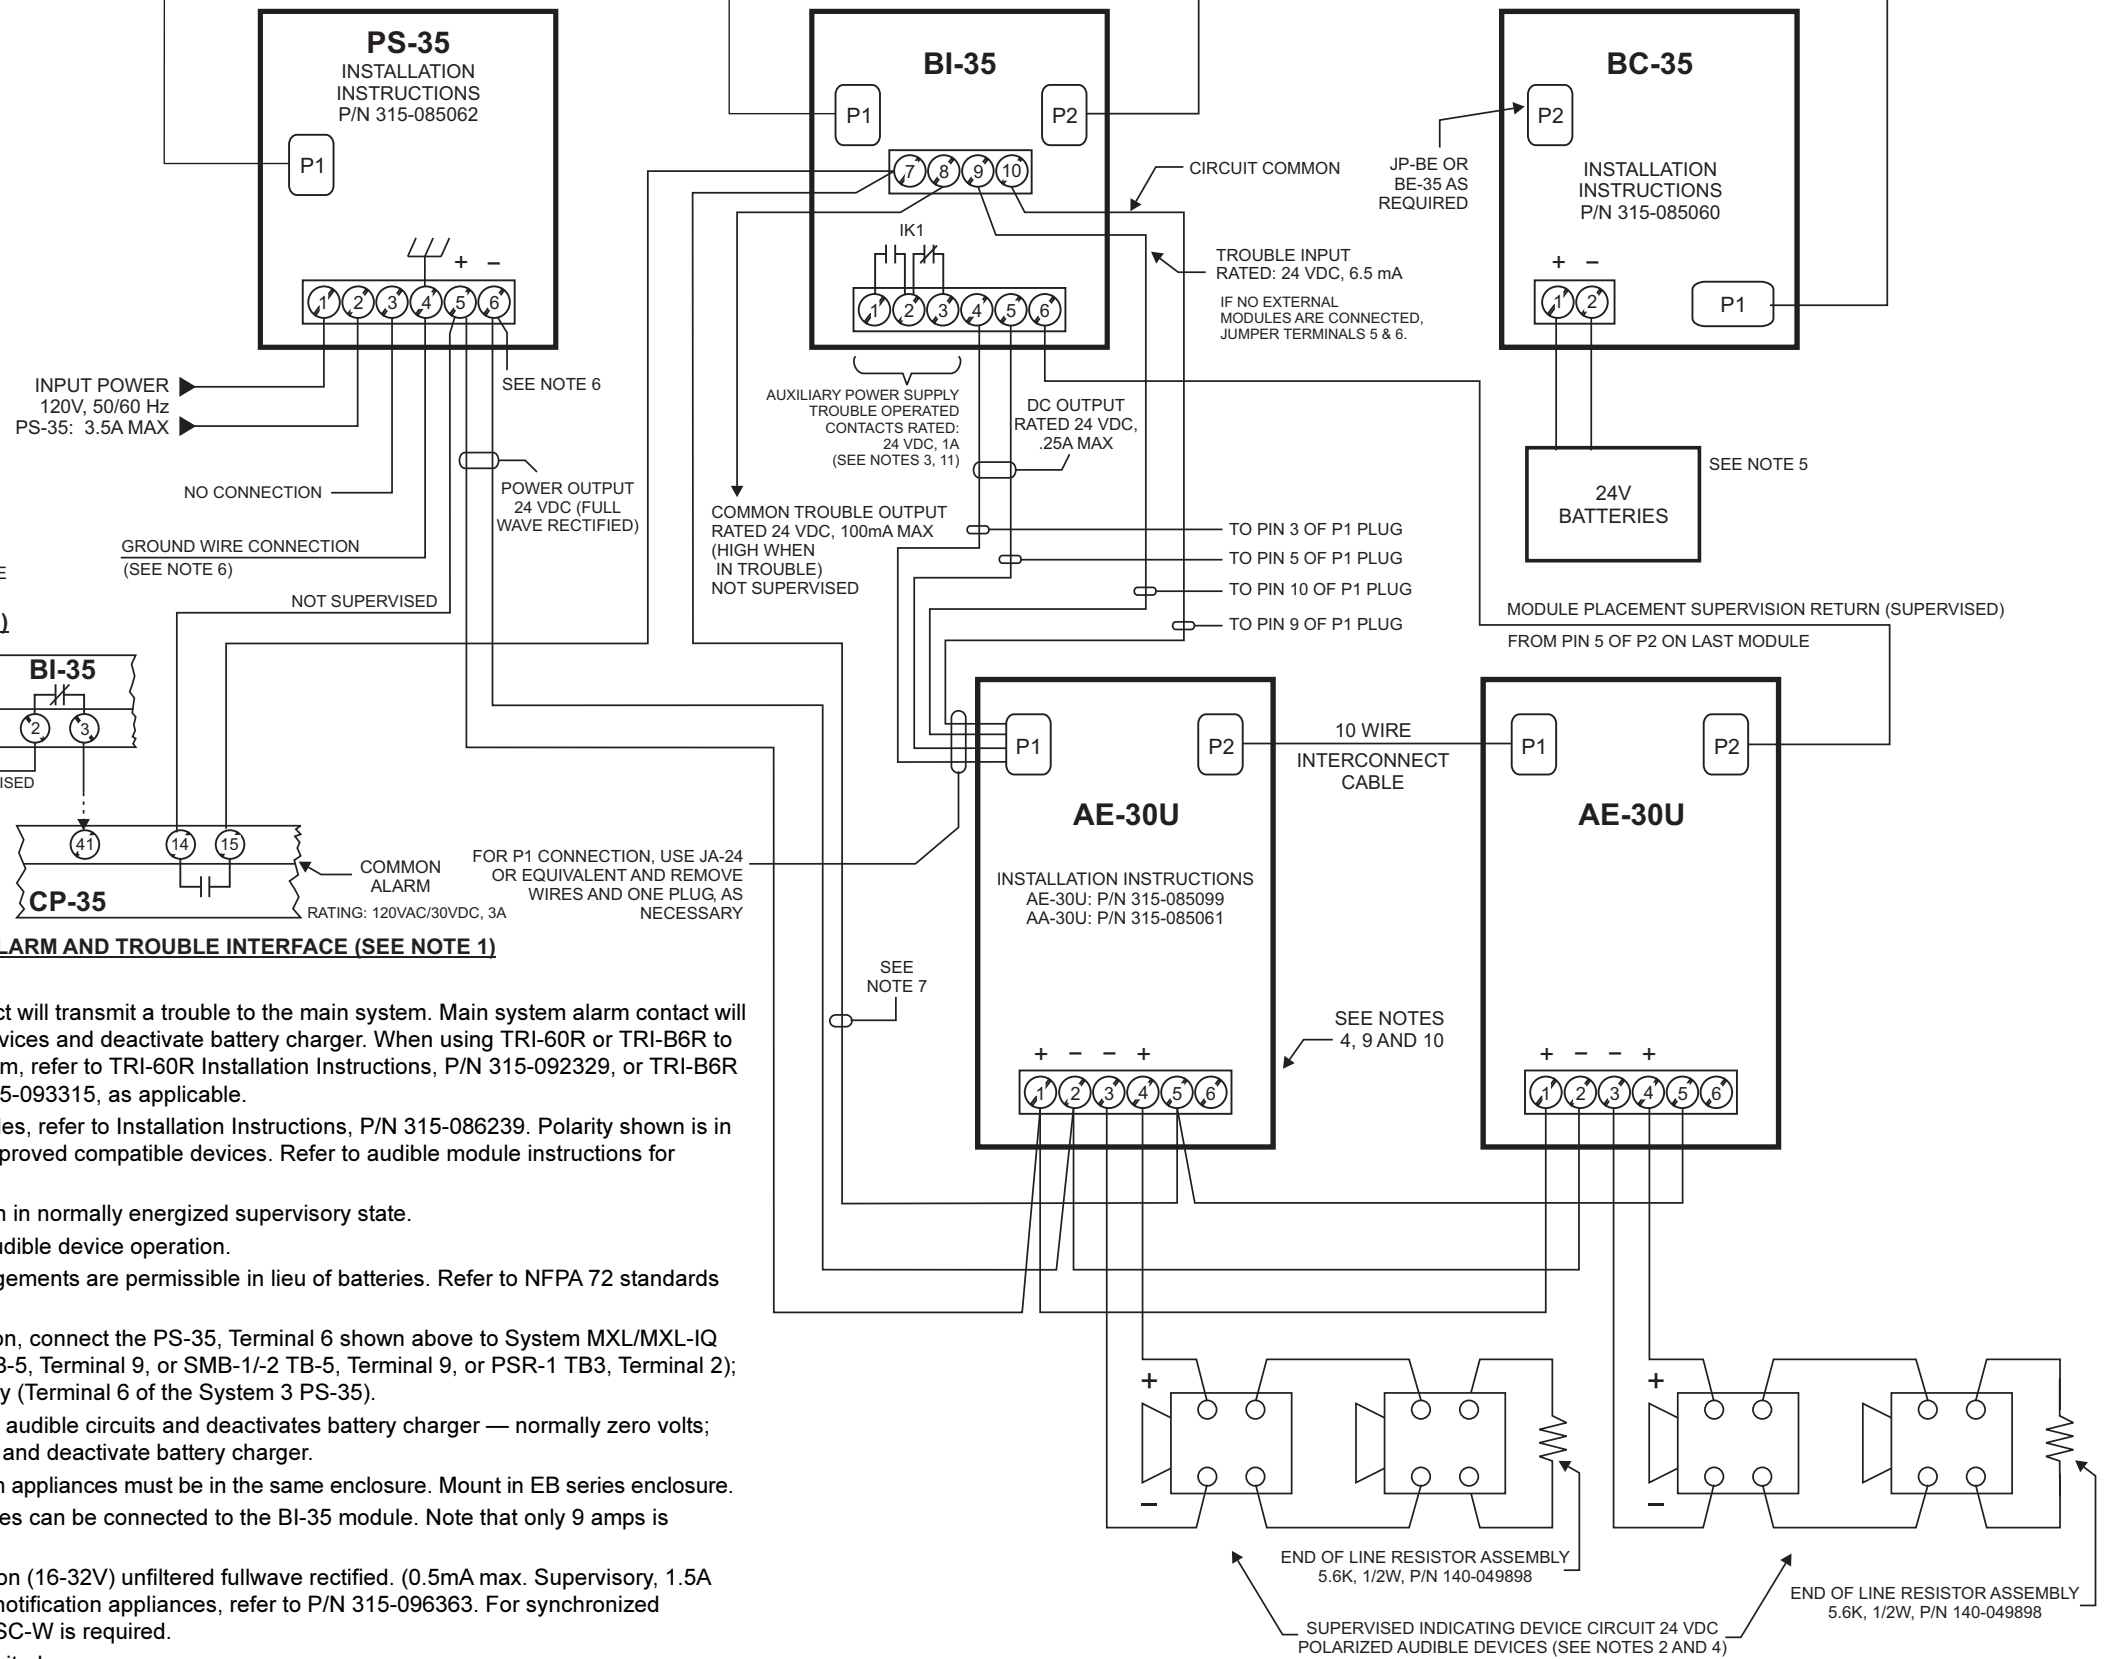 PS-35
INSTALLATION
INSTRUCTIONS
P/N 315-085062
P1
+ −
1 2 3 4 5 6
INPUT POWER
120V, 50/60 Hz
PS-35: 3.5A MAX
SEE NOTE 6
NO CONNECTION
POWER OUTPUT
24 VDC (FULL
WAVE RECTIFIED)
GROUND WIRE CONNECTION
(SEE NOTE 6)
NOT SUPERVISED
BI-35
P1
P2
7 8 9 10
IK1
1 2 3 4 5 6
CIRCUIT COMMON
TROUBLE INPUT
RATED: 24 VDC, 6.5 mA
IF NO EXTERNAL
MODULES ARE CONNECTED,
JUMPER TERMINALS 5 & 6.
AUXILIARY POWER SUPPLY
TROUBLE OPERATED
CONTACTS RATED:
24 VDC, 1A
(SEE NOTES 3, 11)
DC OUTPUT
RATED 24 VDC,
.25A MAX
COMMON TROUBLE OUTPUT
RATED 24 VDC, 100mA MAX
(HIGH WHEN
IN TROUBLE)
NOT SUPERVISED
TO PIN 3 OF P1 PLUG
TO PIN 5 OF P1 PLUG
TO PIN 10 OF P1 PLUG
TO PIN 9 OF P1 PLUG
BC-35
P2
JP-BE OR
BE-35 AS
REQUIRED
INSTALLATION
INSTRUCTIONS
P/N 315-085060
+ −
1 2
P1
24V
BATTERIES
SEE NOTE 5
MODULE PLACEMENT SUPERVISION RETURN (SUPERVISED)
FROM PIN 5 OF P2 ON LAST MODULE
E
)
BI-35
2 3
ISED
41 14 15
CP-35
COMMON
ALARM
RATING: 120VAC/30VDC, 3A
LARM AND TROUBLE INTERFACE (SEE NOTE 1)
FOR P1 CONNECTION, USE JA-24
OR EQUIVALENT AND REMOVE
WIRES AND ONE PLUG, AS
NECESSARY
SEE
NOTE 7
P1
P2
AE-30U
INSTALLATION INSTRUCTIONS
AE-30U: P/N 315-085099
AA-30U: P/N 315-085061
+ − − +
1 2 3 4 5 6
10 WIRE
INTERCONNECT
CABLE
SEE NOTES
4, 9 AND 10
P1
P2
AE-30U
+ − − +
1 2 3 4 5 6
+
−
+
−
END OF LINE RESISTOR ASSEMBLY
5.6K, 1/2W, P/N 140-049898
END OF LINE RESISTOR ASSEMBLY
5.6K, 1/2W, P/N 140-049898
SUPERVISED INDICATING DEVICE CIRCUIT 24 VDC
POLARIZED AUDIBLE DEVICES (SEE NOTES 2 AND 4)
ct will transmit a trouble to the main system. Main system alarm contact will
vices and deactivate battery charger. When using TRI-60R or TRI-B6R to
m, refer to TRI-60R Installation Instructions, P/N 315-092329, or TRI-B6R
5-093315, as applicable.
les, refer to Installation Instructions, P/N 315-086239. Polarity shown is in
proved compatible devices. Refer to audible module instructions for
n in normally energized supervisory state.
udible device operation.
gements are permissible in lieu of batteries. Refer to NFPA 72 standards
on, connect the PS-35, Terminal 6 shown above to System MXL/MXL-IQ
B-5, Terminal 9, or SMB-1/-2 TB-5, Terminal 9, or PSR-1 TB3, Terminal 2);
y (Terminal 6 of the System 3 PS-35).
audible circuits and deactivates battery charger — normally zero volts;
and deactivate battery charger.
n appliances must be in the same enclosure. Mount in EB series enclosure.
es can be connected to the BI-35 module. Note that only 9 amps is
on (16-32V) unfiltered fullwave rectified. (0.5mA max. Supervisory, 1.5A
notification appliances, refer to P/N 315-096363. For synchronized
SC-W is required.